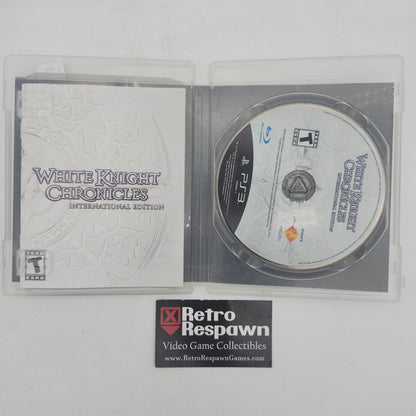 WHITE KNIGHT
CHRONICLES
INTERNATIONAL EDITION
T
T
PS3
SONY
WHITE KNIGHT
CHRONICLES
INTERNATIONAL EDITION
Retro
Respawn
Video Game Collectibles
www.RetroRespawnGames.com